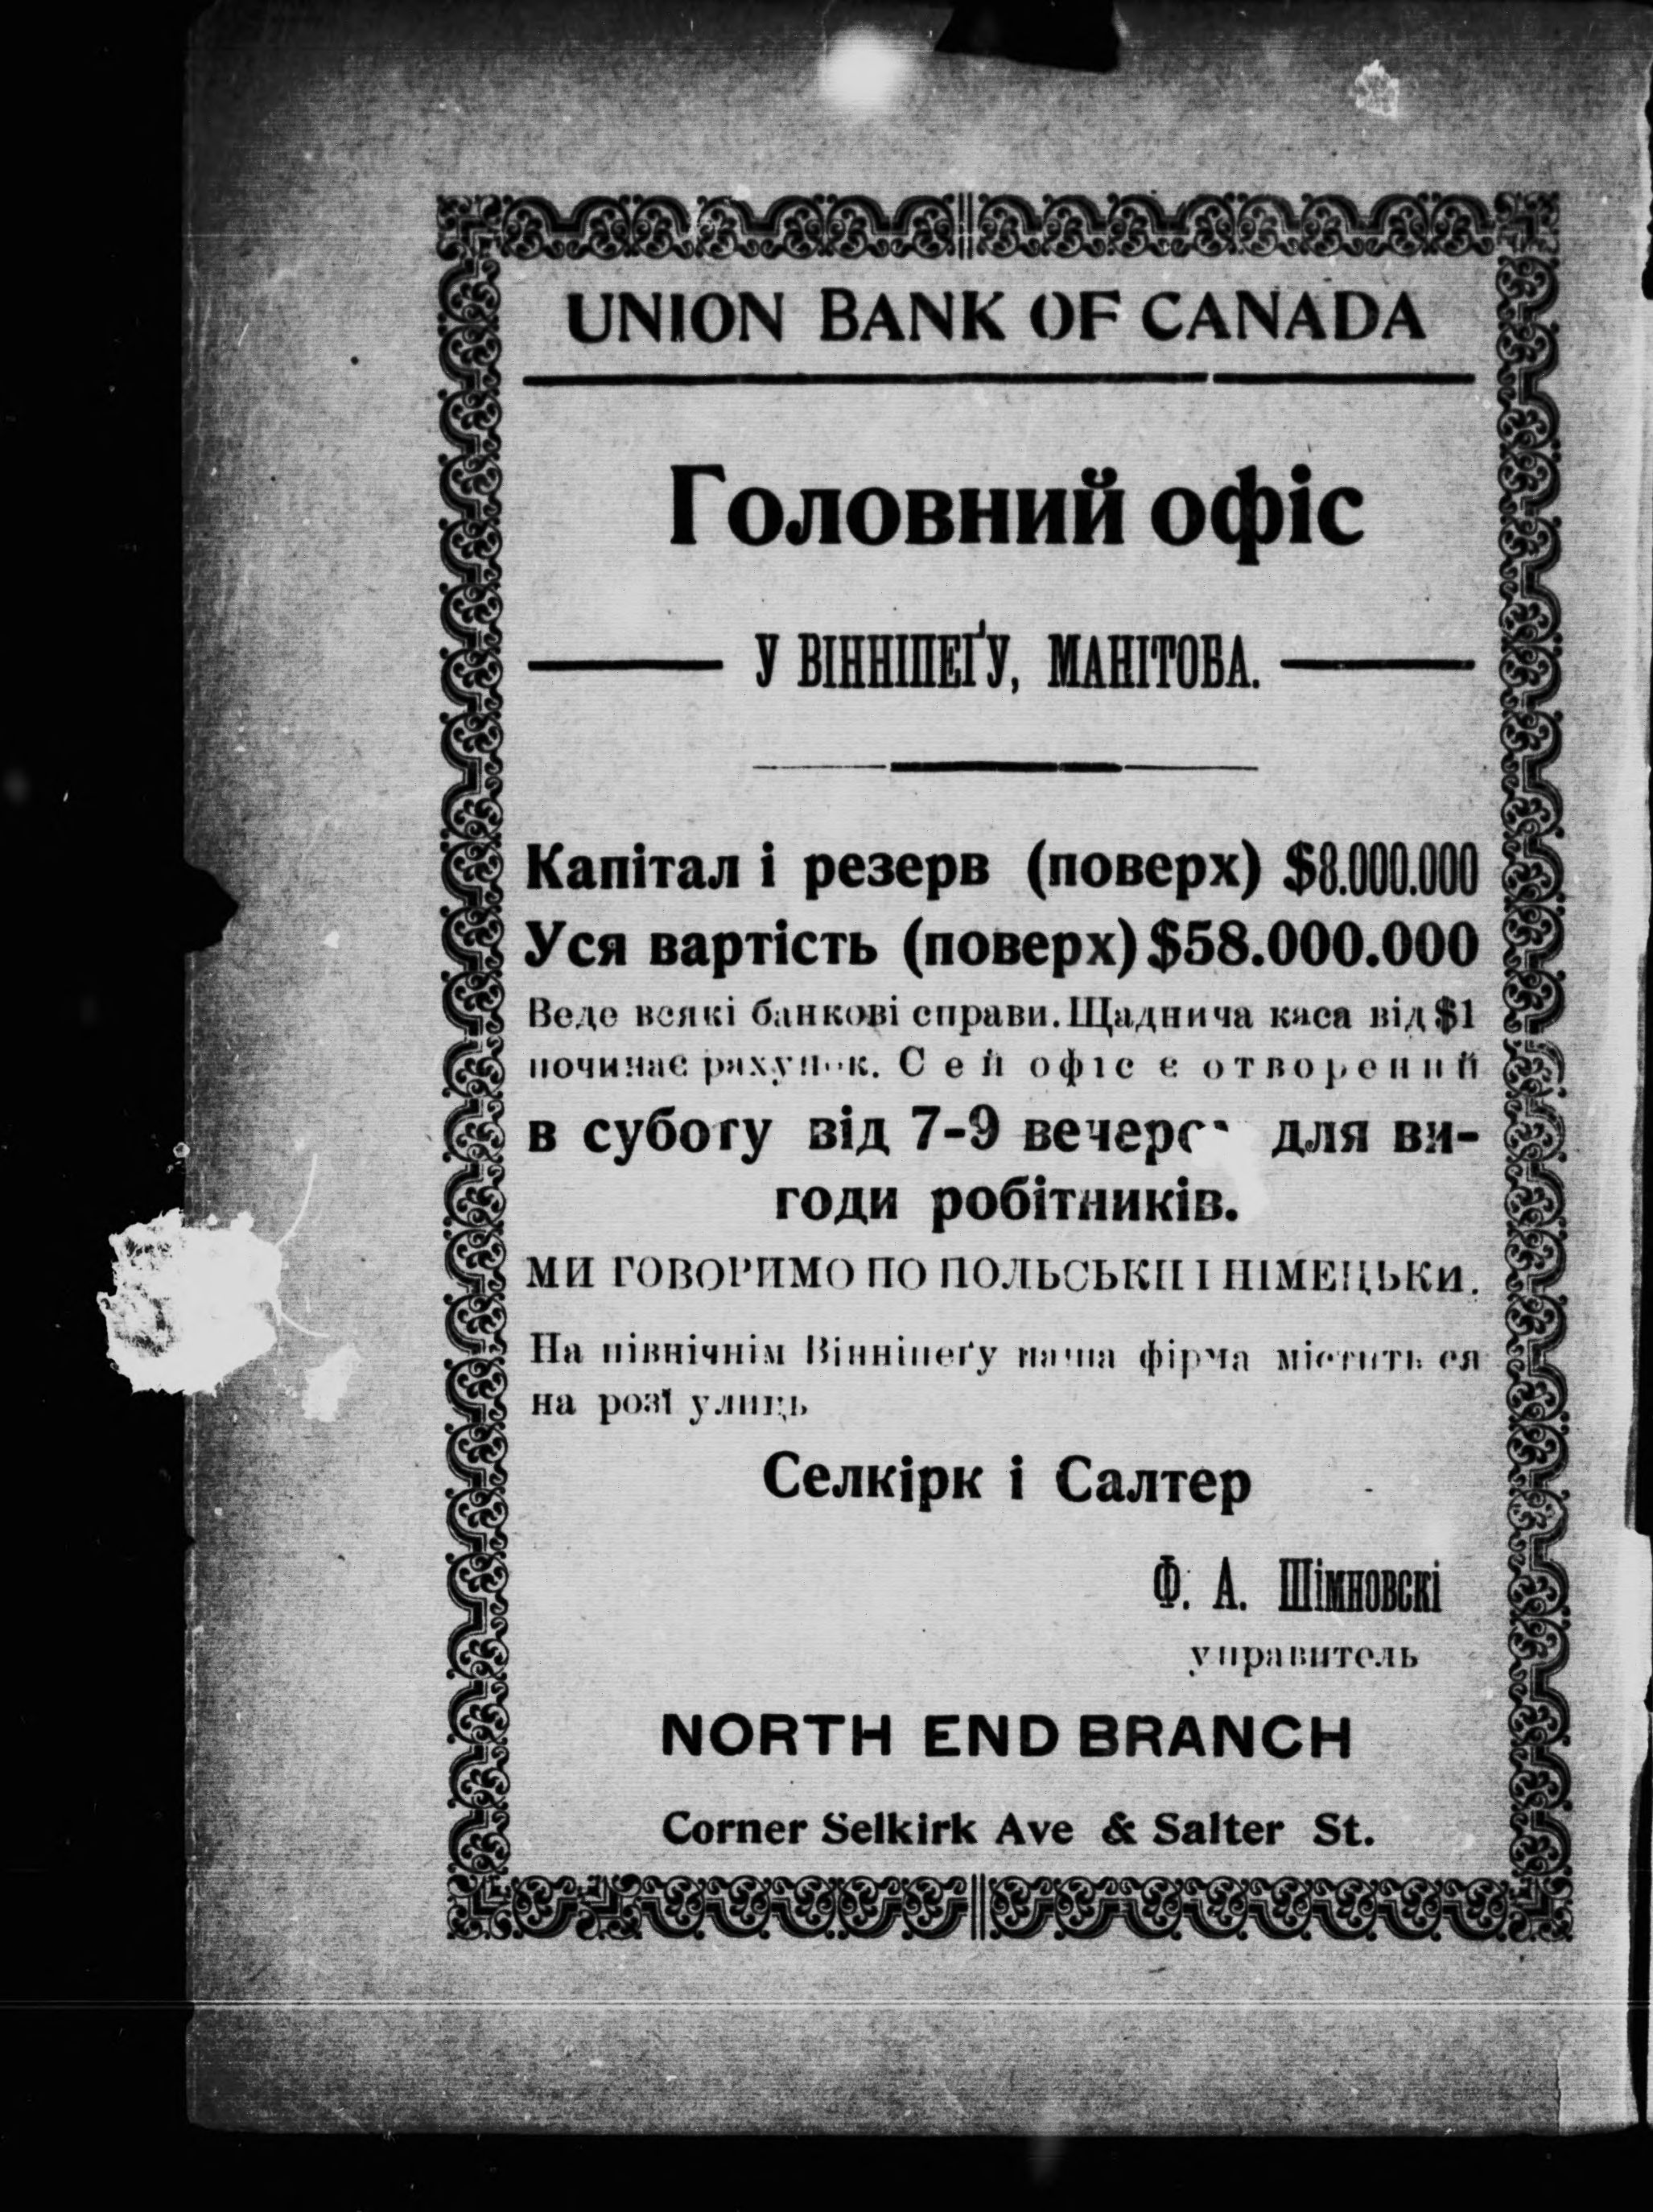 UNION BANK OF CANADA
Головний офіс
У ВІННІПЕҐУ, МАНІТОБА.
Капітал і резерв (поверх) $8.000.000
Уся вартість (поверх) $58.000.000
Веде всякі банкові справи. Щаднича каса від $1
починає рахунок. Сей офіс є отворений
в суботу від 7-9 вечером для ви-
годи робітників.
МИ ГОВОРИМО ПО ПОЛЬСЬКИ І НІМЕЦЬКИ.
На північнім Вінніпеґу наша фірма містить ся
на розї улиць
Селкірк і Салтер
Ф. А. Шімновскі
управитель
NORTH END BRANCH
Corner Selkirk Ave & Salter St.